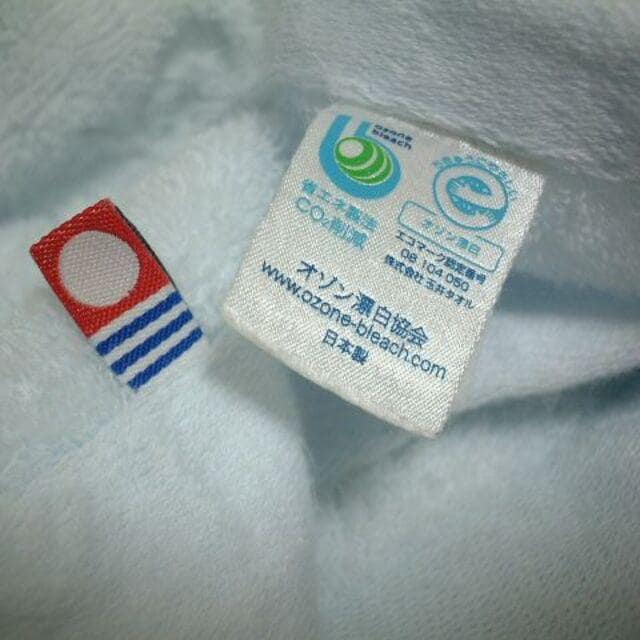 ozone
bleach
省エネ製法
CO₂削減
オゾン漂白
エコマーク認定番号
08 104 050
株式会社 玉井タオル
オゾン漂白協会
www.ozone-bleach.com
日本製